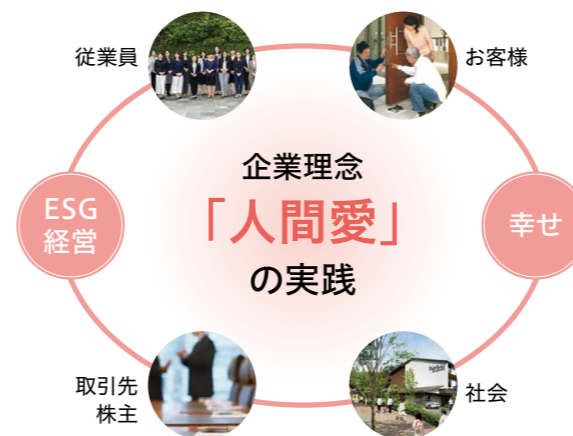 従業員
お客様
企業理念
「人間愛」
の実践
ESG
経営
幸せ
取引先
株主
社会